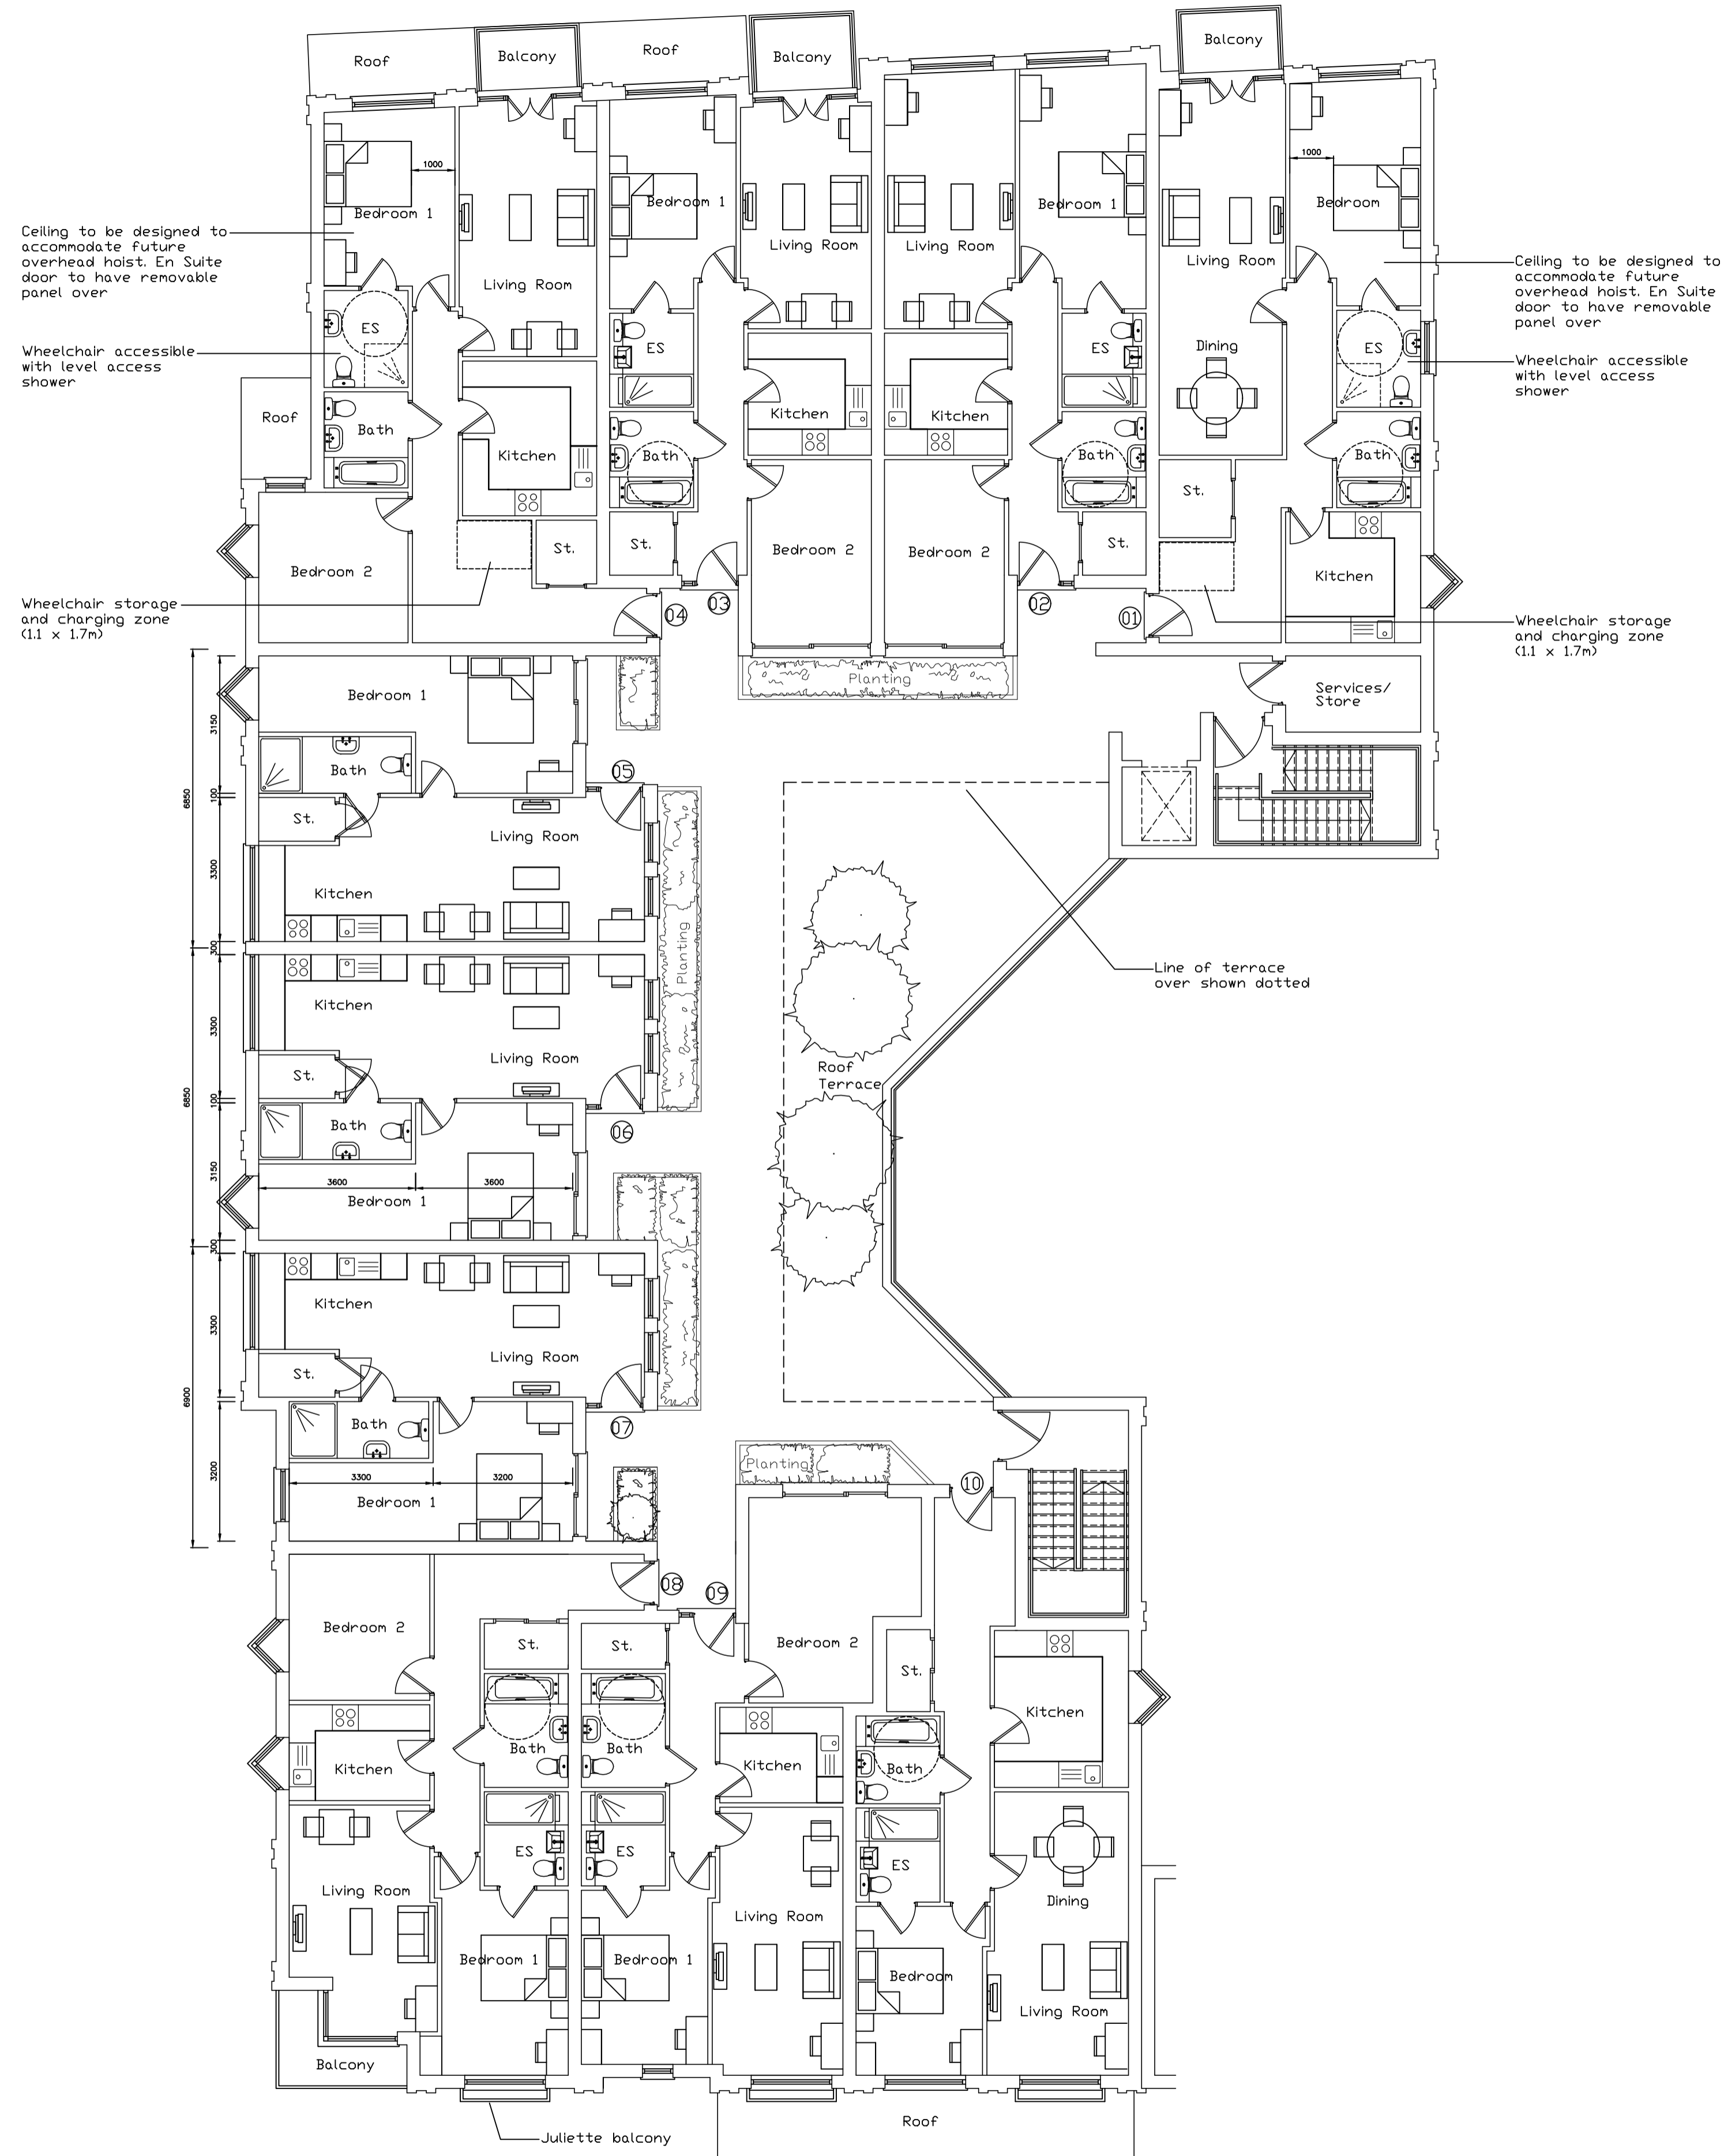 Roof
Balcony
Roof
Balcony
Balcony
1000
Bedroom 1
Living Room
Bedroom 1
Living Room
Living Room
Bedroom 1
Living Room
1000
Bedroom
Ceiling to be designed to
accommodate future
overhead hoist. En Suite
door to have removable
panel over
Ceiling to be designed to
accommodate future
overhead hoist. En Suite
door to have removable
panel over
ES
ES
ES
Dining
ES
Wheelchair accessible
with level access
shower
Wheelchair accessible
with level access
shower
Roof
Bath
Kitchen
Bath
Kitchen
Kitchen
Bath
St.
Bath
Bedroom 2
St.
St.
Bedroom 2
Bedroom 2
St.
Kitchen
Wheelchair storage
and charging zone
(1.1 x 1.7m)
04
03
02
01
Wheelchair storage
and charging zone
(1.1 x 1.7m)
Planting
Services/
Store
Bedroom 1
3150
Bath
05
6850
100
St.
Living Room
3300
Kitchen
Planting
300
Line of terrace
over shown dotted
Kitchen
3300
Living Room
St.
Roof
Terrace
6850
100
Bath
06
3150
3600
3600
Bedroom 1
300
Kitchen
3300
Living Room
St.
6900
Bath
07
3200
3300
3200
Bedroom 1
Planting
10
08
09
Bedroom 2
St.
St.
Bedroom 2
St.
Kitchen
Bath
Bath
Kitchen
Kitchen
Bath
ES
ES
ES
Living Room
Living Room
Dining
Bedroom 1
Bedroom 1
Bedroom
Living Room
Balcony
Roof
Juliette balcony